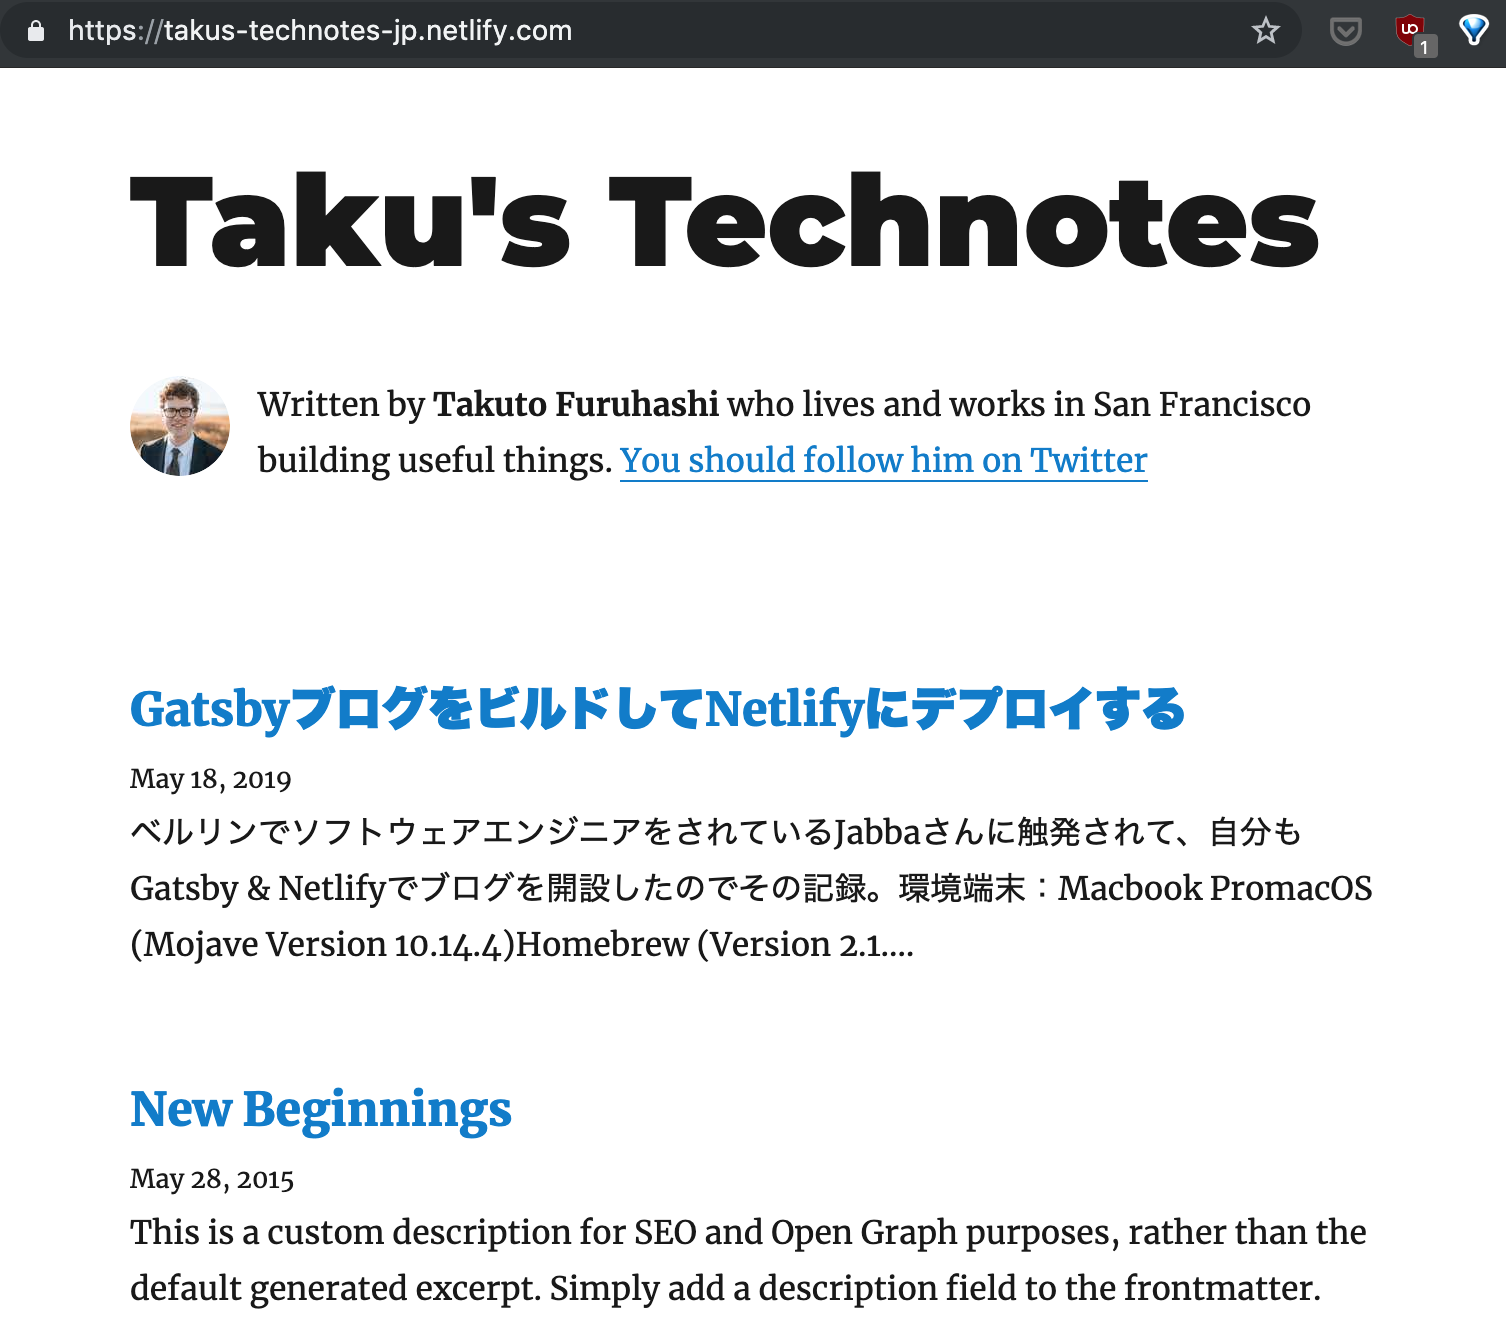 https://takus-technotes-jp.netlify.com
1
Taku's Technotes
Written by Takuto Furuhashi who lives and works in San Francisco
building useful things. You should follow him on Twitter
GatsbyブログをビルドしてNetlifyにデプロイする
May 18, 2019
ベルリンでソフトウェアエンジニアをされているJabbaさんに触発されて、自分も
Gatsby & Netlifyでブログを開設したのでその記録。環境端末：Macbook PromacOS
(Mojave Version 10.14.4)Homebrew (Version 2.1....
New Beginnings
May 28, 2015
This is a custom description for SEO and Open Graph purposes, rather than the
default generated excerpt. Simply add a description field to the frontmatter.